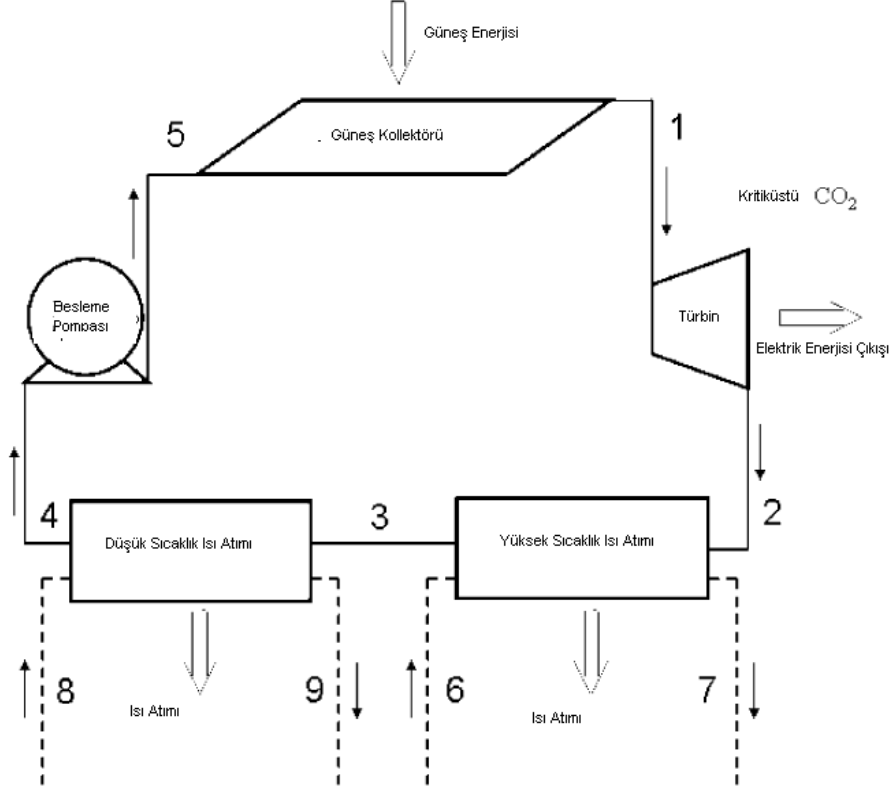 Güneş Enerjisi
5
Güneş Kollektörü
1
Kritiküstü CO₂
Besleme
Pompası
Türbin
Elektrik Enerjisi Çıkışı
4
Düşük Sıcaklık Isı Atımı
3
Yüksek Sıcaklık Isı Atımı
2
8
9
6
7
Isı Atımı
Isı Atımı